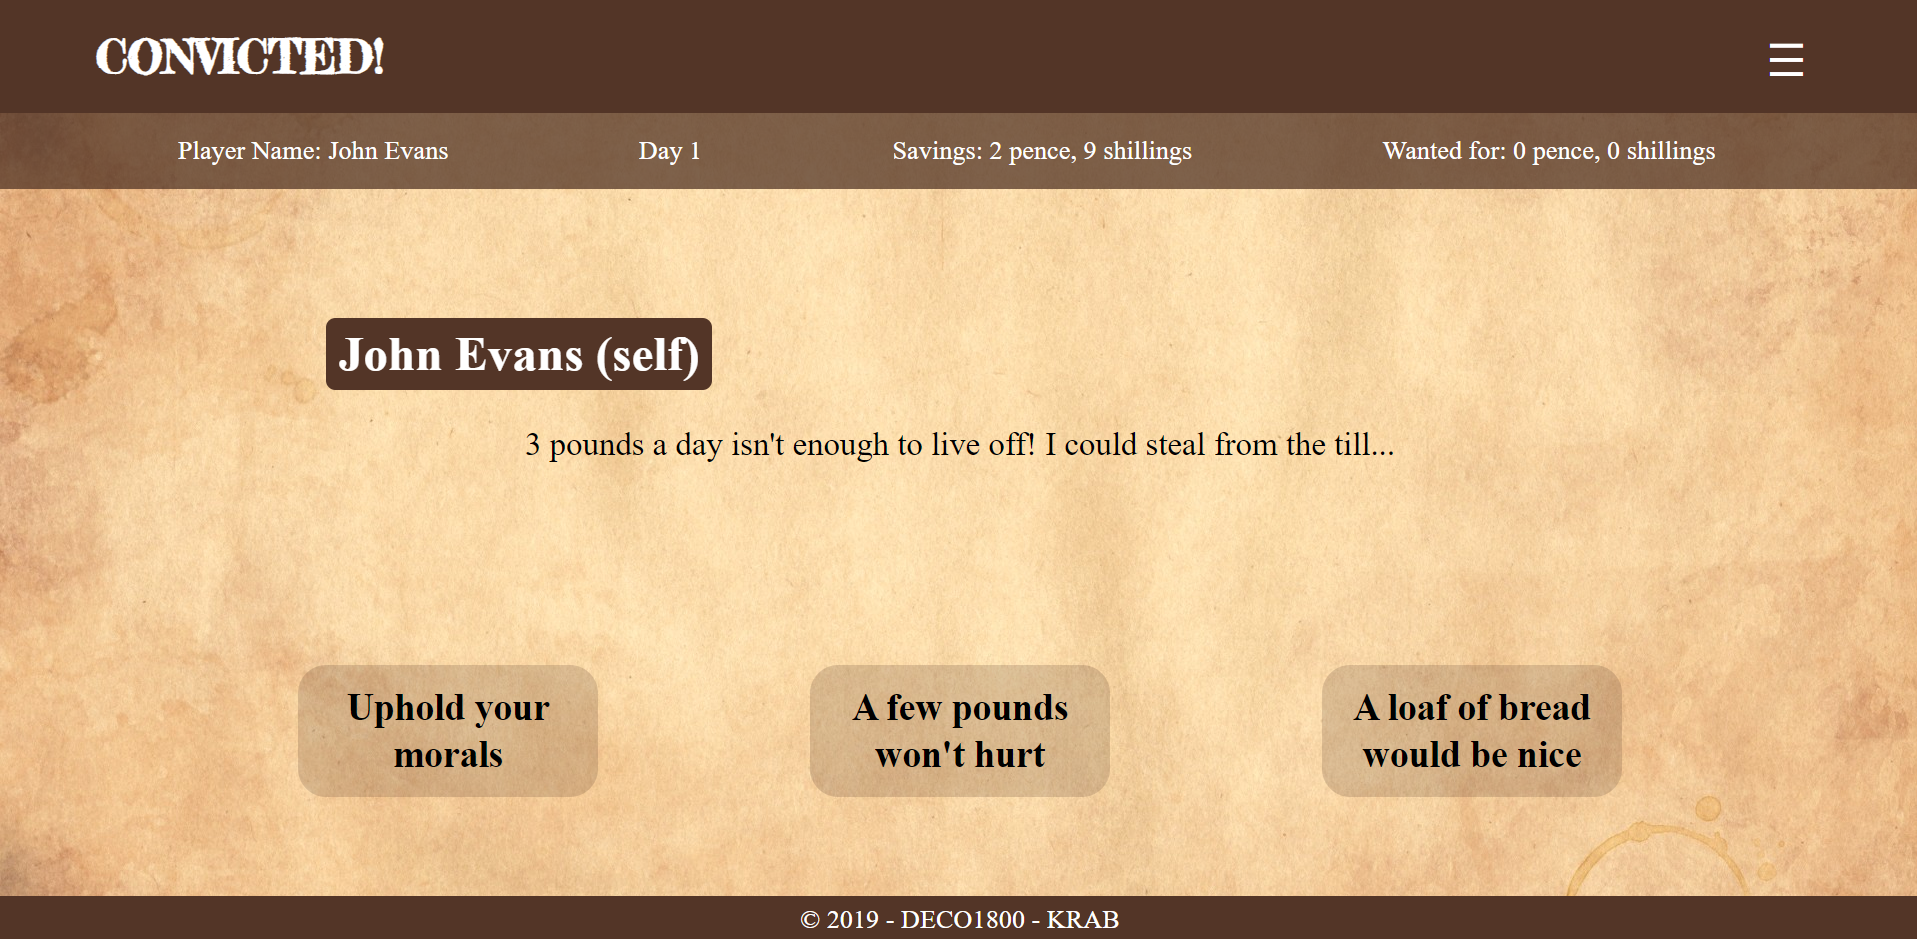 CONVICTED!
Player Name: John Evans
Day 1
Savings: 2 pence, 9 shillings
Wanted for: 0 pence, 0 shillings
John Evans (self)
3 pounds a day isn't enough to live off! I could steal from the till...
Uphold your
morals
A few pounds
won't hurt
A loaf of bread
would be nice
© 2019 - DECO1800 - KRAB